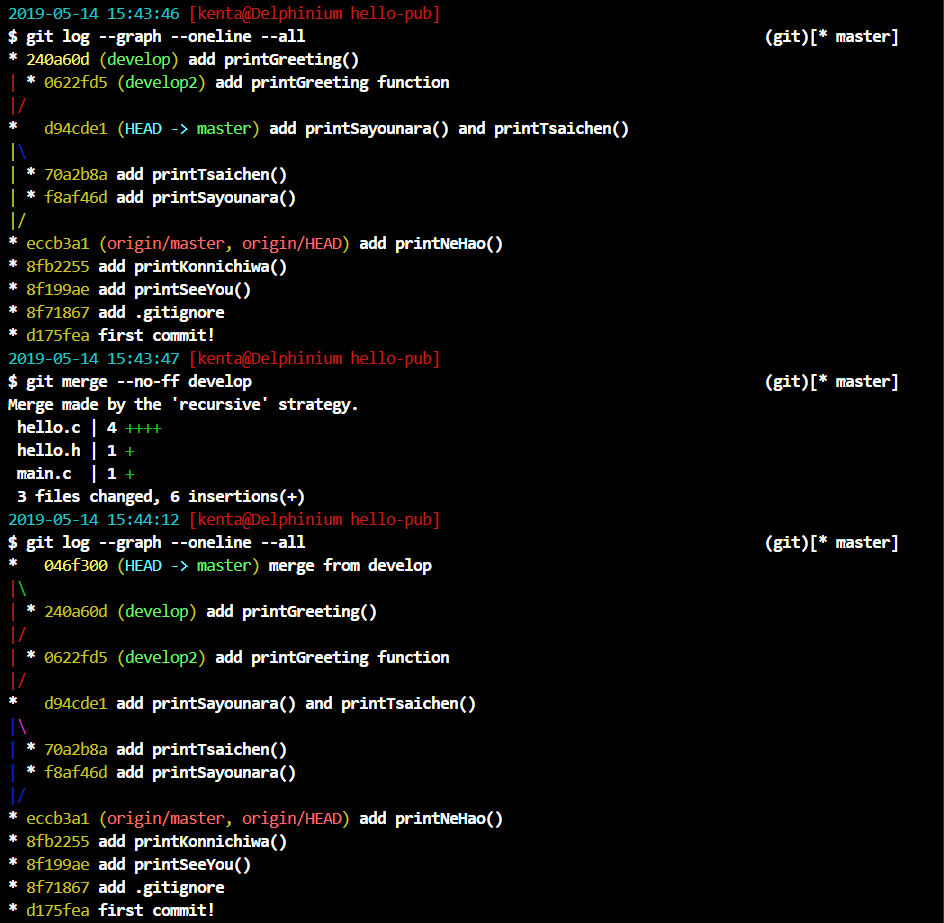 2019-05-14 15:43:46 [kenta@Delphinium hello-pub]
$ git log --graph --oneline --all (git)[* master]
* 240a60d (develop) add printGreeting()
| * 0622fd5 (develop2) add printGreeting function
|/
*   d94cde1 (HEAD -> master) add printSayounara() and printTsaichen()
|\
| * 70a2b8a add printTsaichen()
| * f8af46d add printSayounara()
|/
* eccb3a1 (origin/master, origin/HEAD) add printNeHao()
* 8fb2255 add printKonnichiwa()
* 8f199ae add printSeeYou()
* 8f71867 add .gitignore
* d175fea first commit!
2019-05-14 15:43:47 [kenta@Delphinium hello-pub]
$ git merge --no-ff develop (git)[* master]
Merge made by the 'recursive' strategy.
 hello.c | 4 ++++
 hello.h | 1 +
 main.c  | 1 +
 3 files changed, 6 insertions(+)
2019-05-14 15:44:12 [kenta@Delphinium hello-pub]
$ git log --graph --oneline --all (git)[* master]
*   046f300 (HEAD -> master) merge from develop
|\
| * 240a60d (develop) add printGreeting()
|/
| * 0622fd5 (develop2) add printGreeting function
|/
*   d94cde1 add printSayounara() and printTsaichen()
|\
| * 70a2b8a add printTsaichen()
| * f8af46d add printSayounara()
|/
* eccb3a1 (origin/master, origin/HEAD) add printNeHao()
* 8fb2255 add printKonnichiwa()
* 8f199ae add printSeeYou()
* 8f71867 add .gitignore
* d175fea first commit!